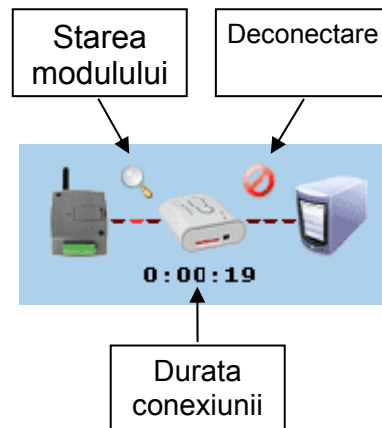 Starea
modulului
Deconectare
0:00:19
Durata
conexiunii